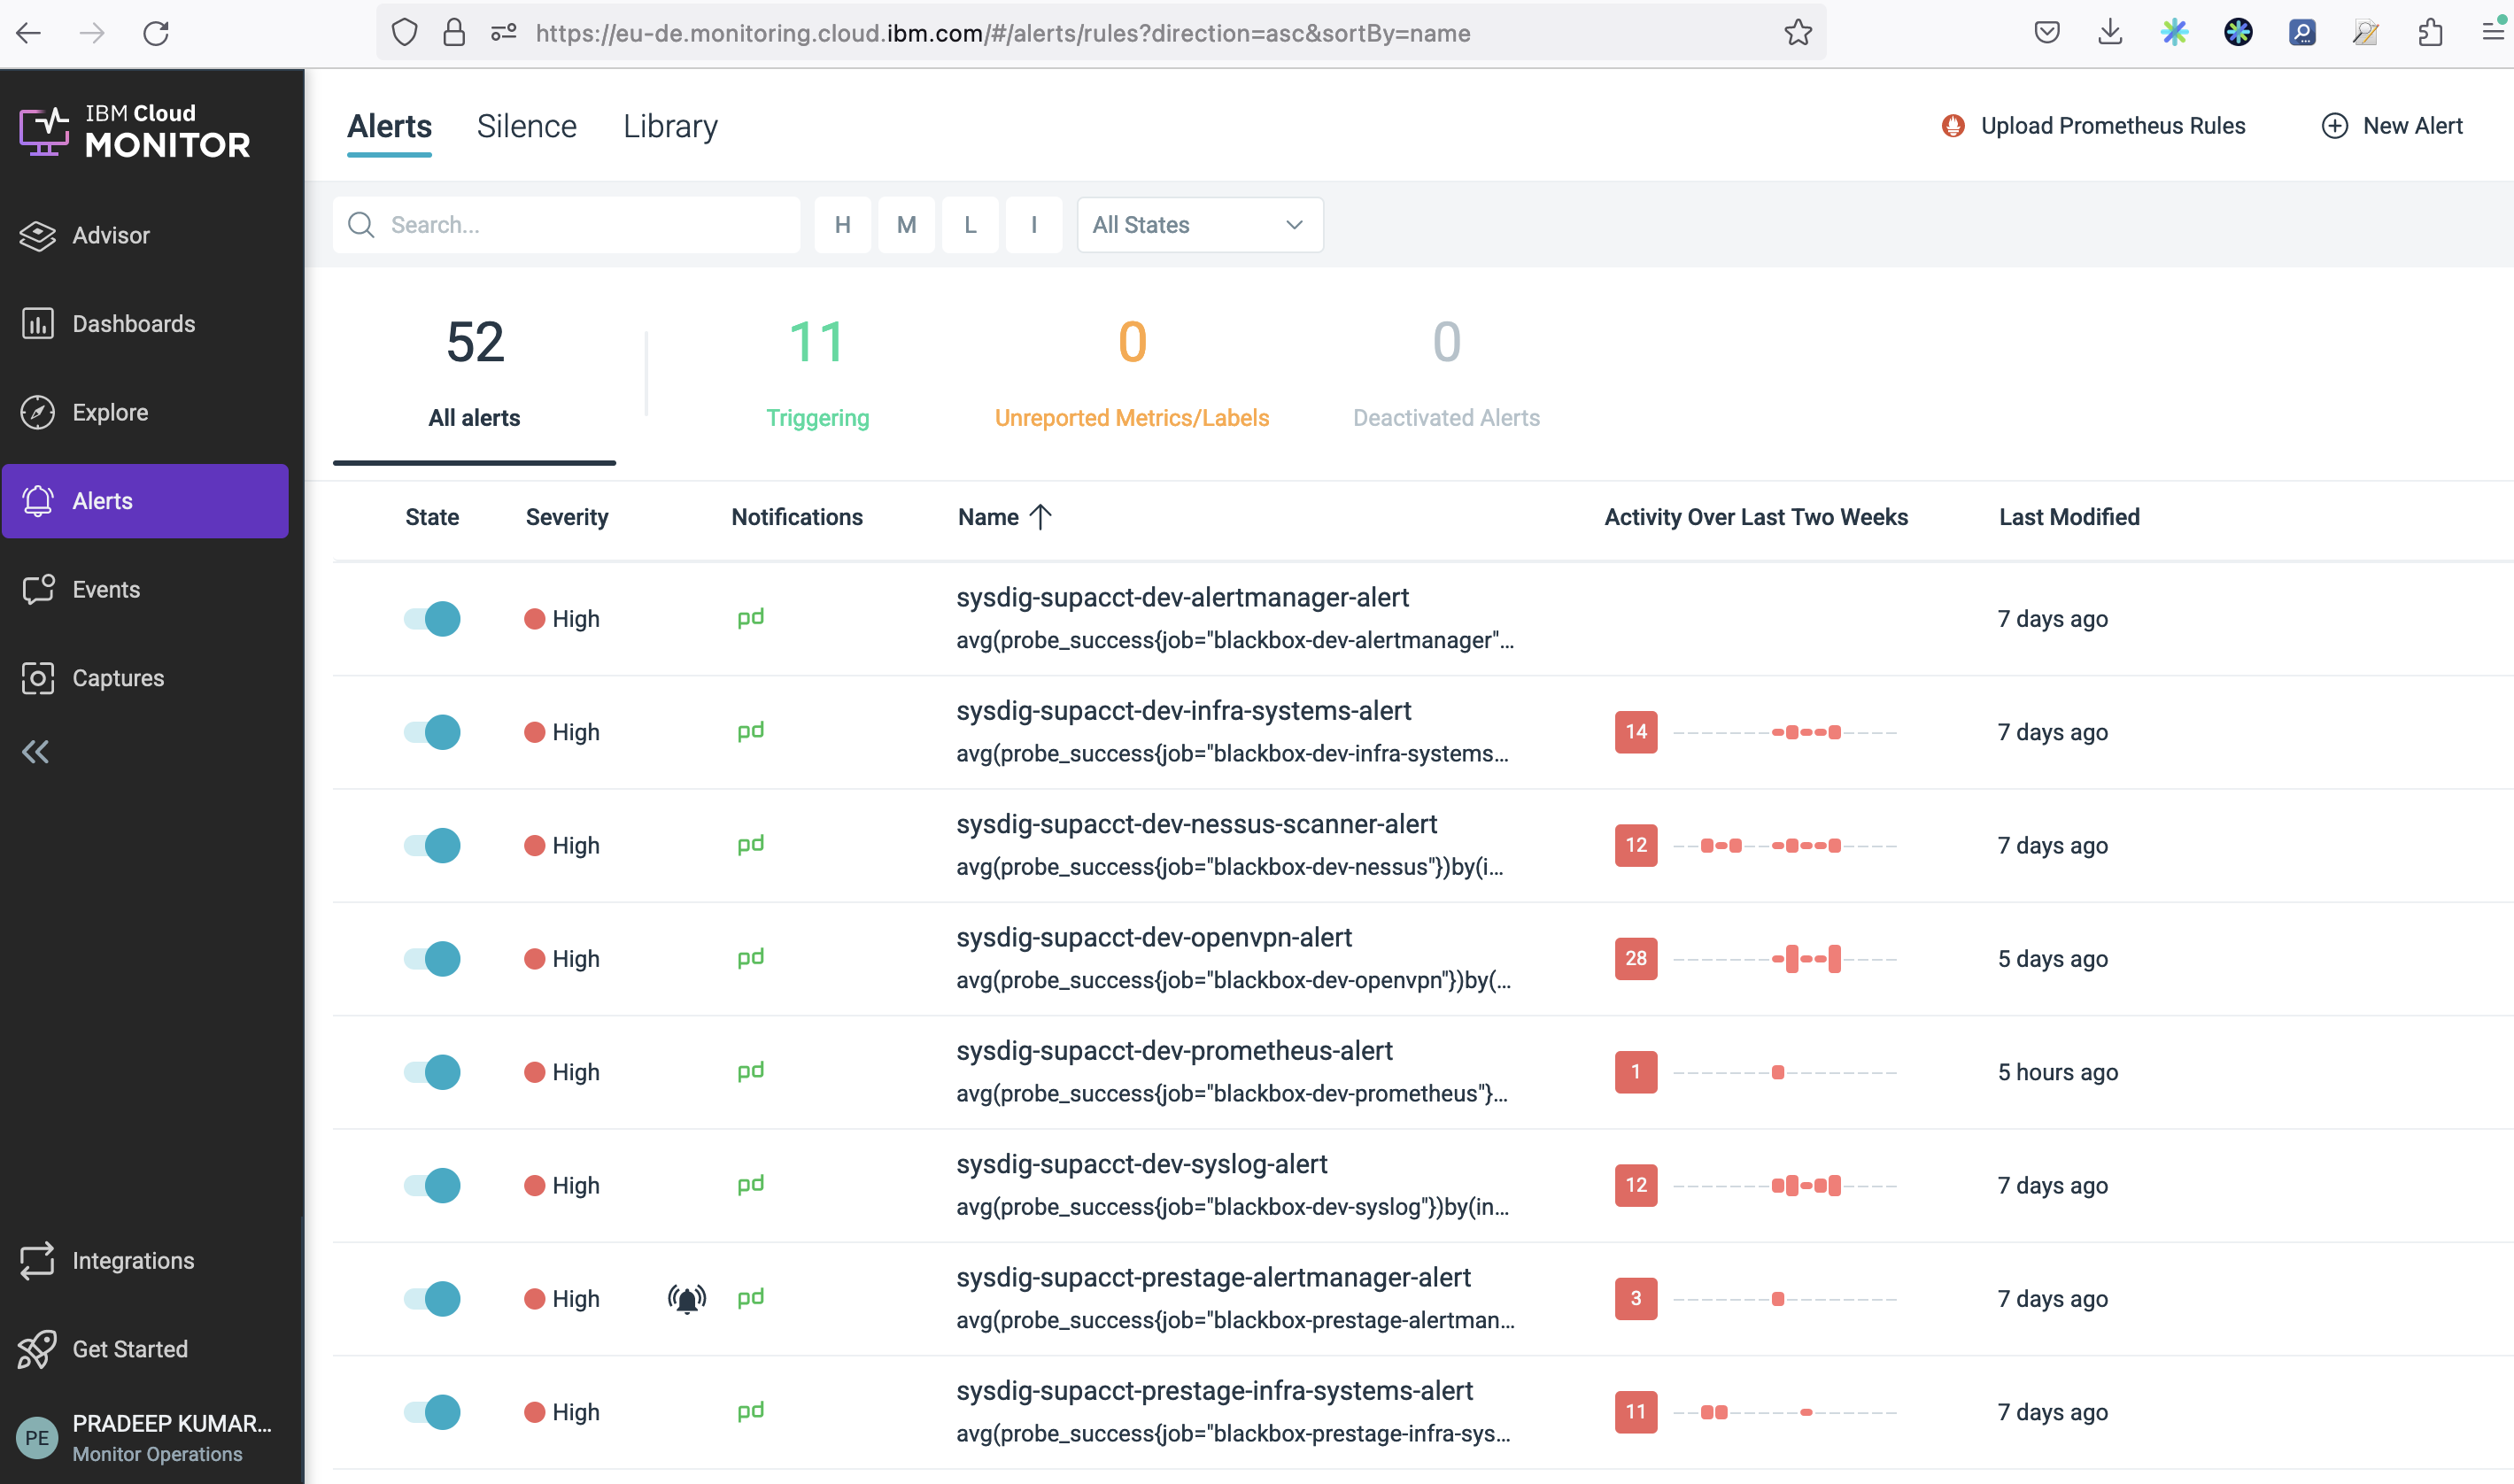 https://eu-de.monitoring.cloud.ibm.com/#/alerts/rules?direction=asc&sortBy=name
IBM Cloud
MONITOR
Advisor
Dashboards
Explore
Alerts
Events
Captures
Integrations
Get Started
PE
PRADEEP KUMAR...
Monitor Operations
Alerts Silence Library
Upload Prometheus Rules New Alert
Search... H M L I All States
52 11 0 0
All alerts Triggering Unreported Metrics/Labels Deactivated Alerts
State Severity Notifications Name Activity Over Last Two Weeks Last Modified
sysdig-supacct-dev-alertmanager-alert
High pd 7 days ago
avg(probe_success{job="blackbox-dev-alertmanager"...
sysdig-supacct-dev-infra-systems-alert
High pd 14 7 days ago
avg(probe_success{job="blackbox-dev-infra-systems...
sysdig-supacct-dev-nessus-scanner-alert
High pd 12 7 days ago
avg(probe_success{job="blackbox-dev-nessus"})by(i...
sysdig-supacct-dev-openvpn-alert
High pd 28 5 days ago
avg(probe_success{job="blackbox-dev-openvpn"})by(...
sysdig-supacct-dev-prometheus-alert
High pd 1 5 hours ago
avg(probe_success{job="blackbox-dev-prometheus"}...
sysdig-supacct-dev-syslog-alert
High pd 12 7 days ago
avg(probe_success{job="blackbox-dev-syslog"})by(in...
sysdig-supacct-prestage-alertmanager-alert
High pd 3 7 days ago
avg(probe_success{job="blackbox-prestage-alertman...
sysdig-supacct-prestage-infra-systems-alert
High pd 11 7 days ago
avg(probe_success{job="blackbox-prestage-infra-sys...